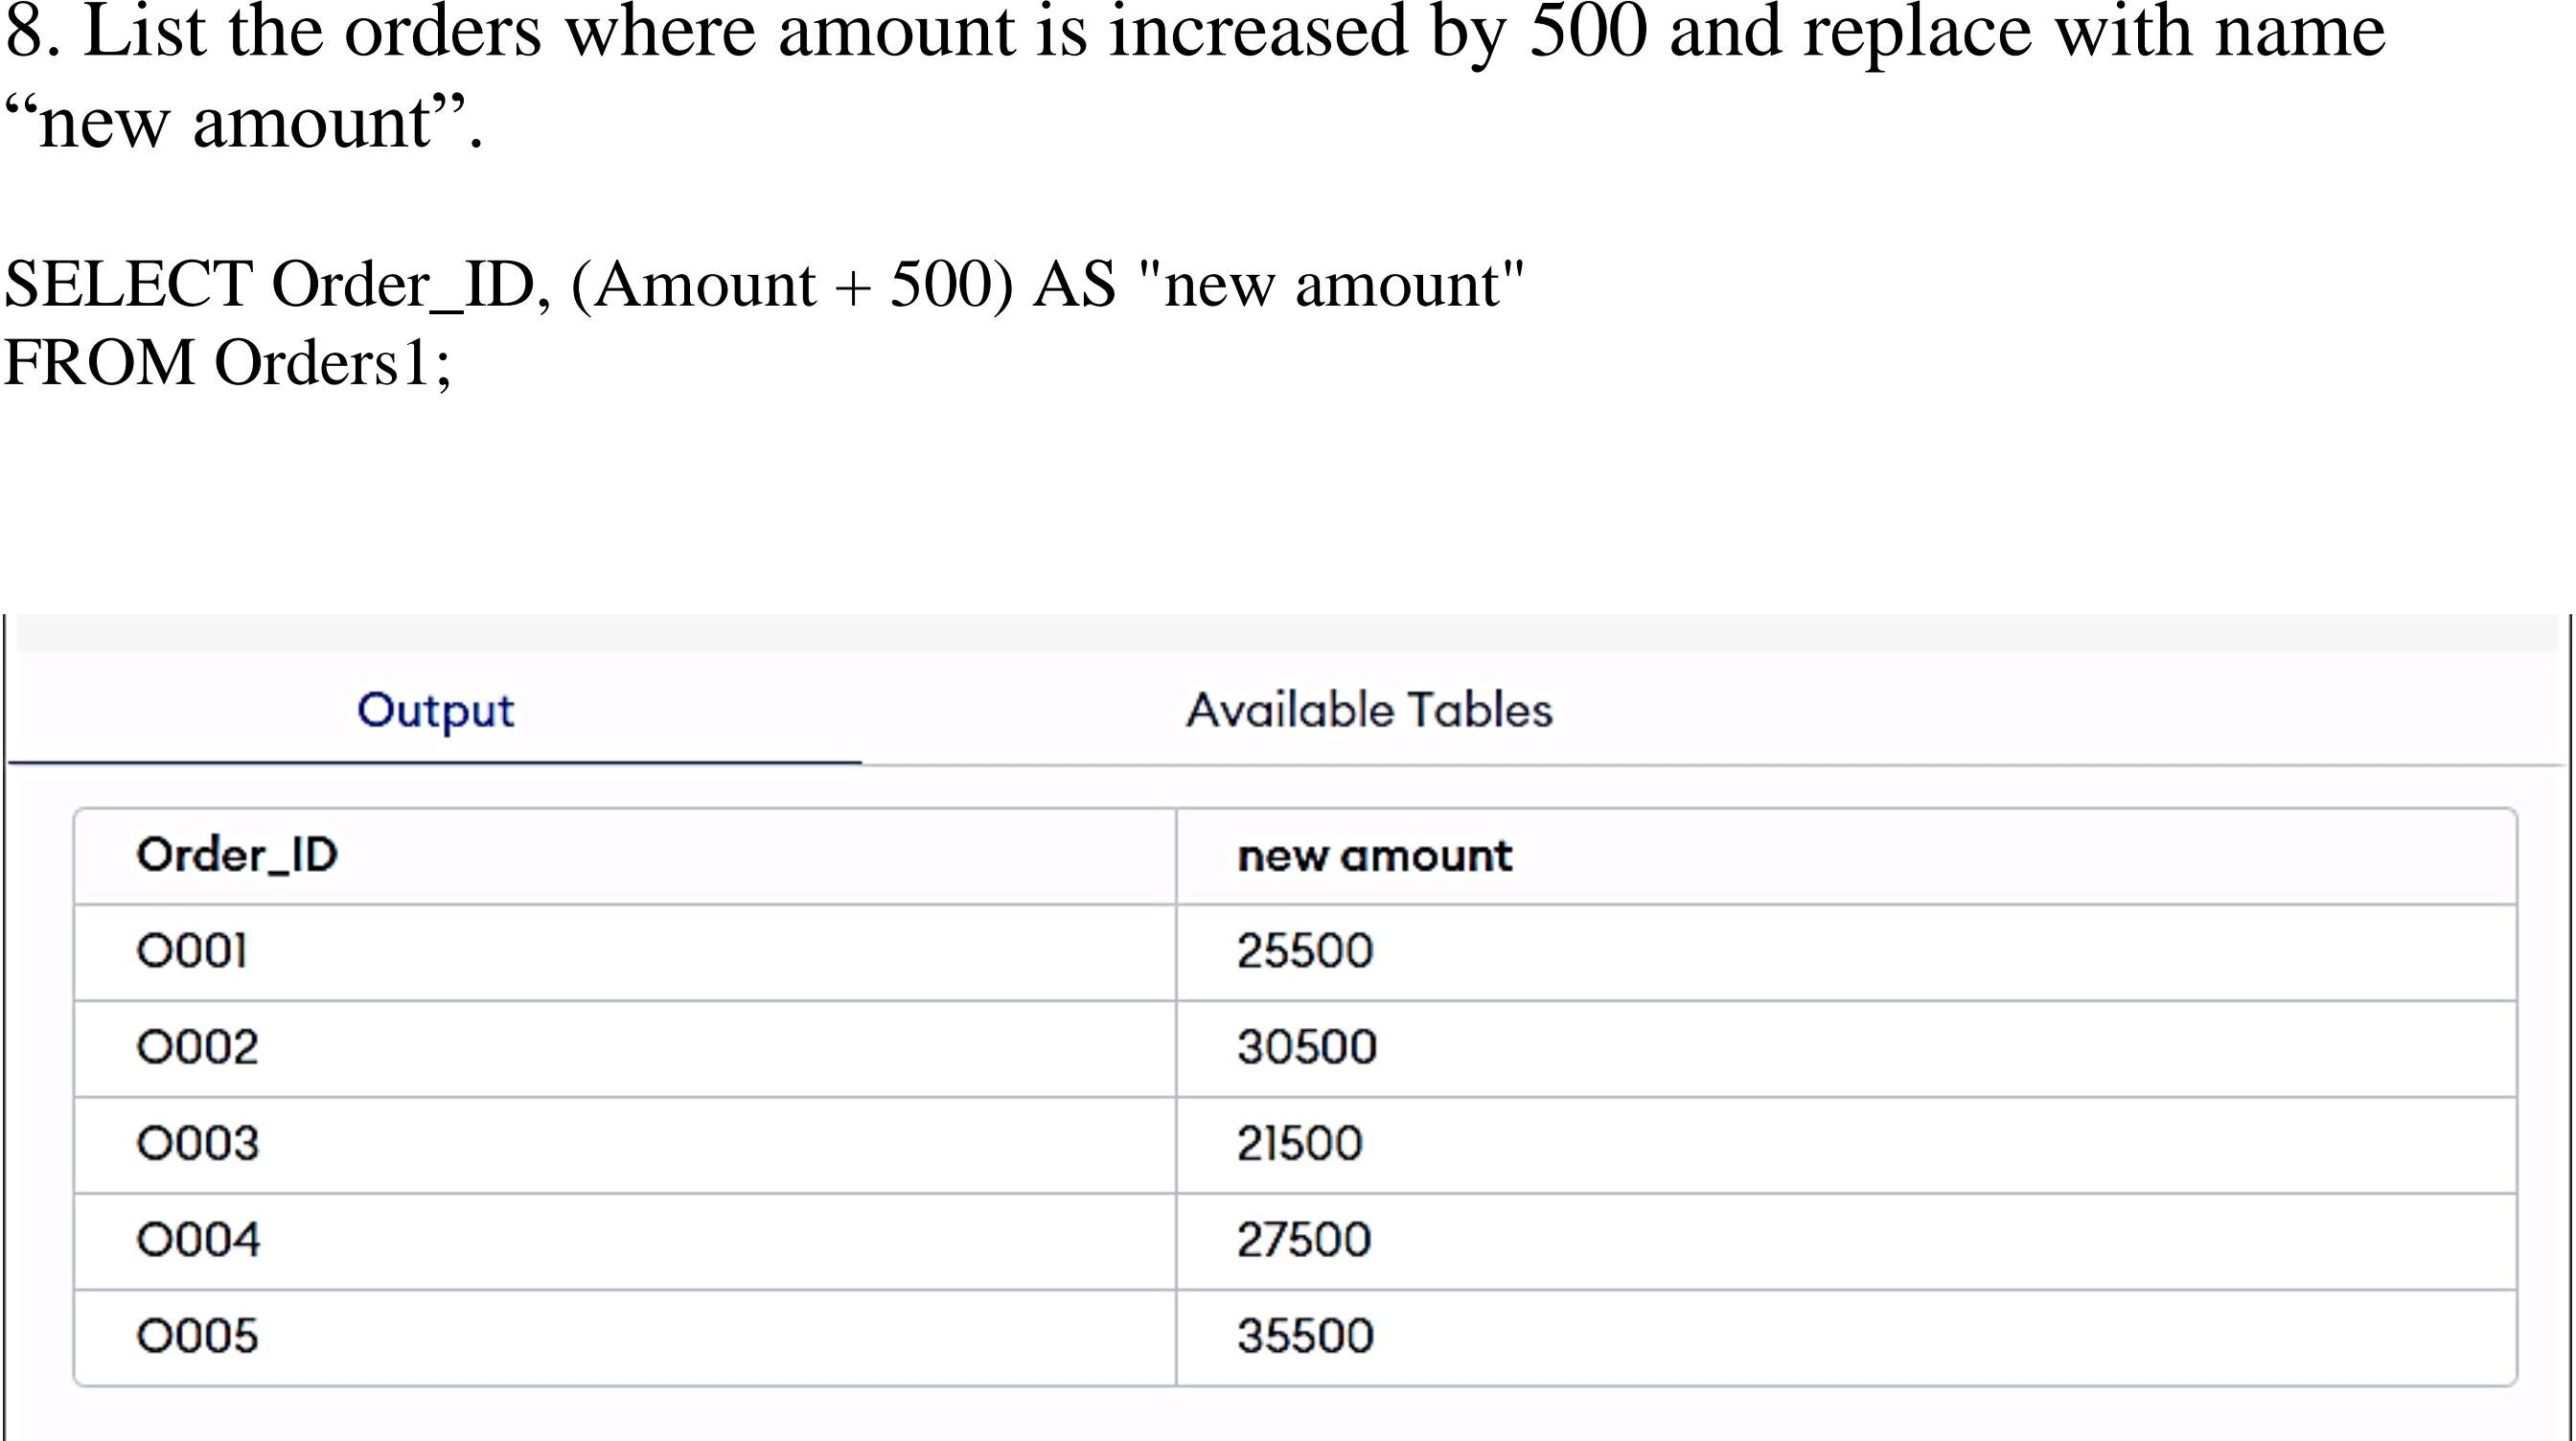 8. List the orders where amount is increased by 500 and replace with name
“new amount”.
SELECT Order_ID, (Amount + 500) AS "new amount"
FROM Orders1;
Output Available Tables
Order_ID new amount
O001 25500
O002 30500
O003 21500
O004 27500
O005 35500